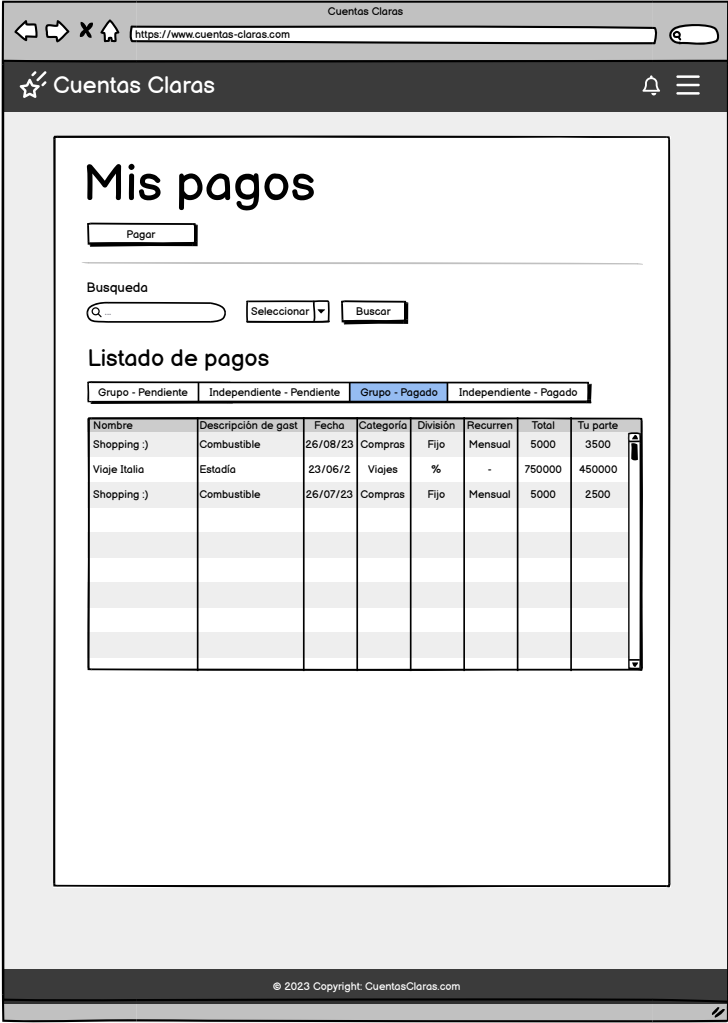 Cuentas Claras
https://www.cuentas-claras.com
Cuentas Claras
Mis pagos
Pagar
Busqueda
... Seleccionar Buscar
Listado de pagos
Grupo - Pendiente Independiente - Pendiente Grupo - Pagado Independiente - Pagado
Nombre Descripción de gast Fecha Categoría División Recurren Total Tu parte
Shopping :) Combustible 26/08/23 Compras Fijo Mensual 5000 3500
Viaje Italia Estadía 23/06/2 Viajes % - 750000 450000
Shopping :) Combustible 26/07/23 Compras Fijo Mensual 5000 2500
© 2023 Copyright: CuentasClaras.com